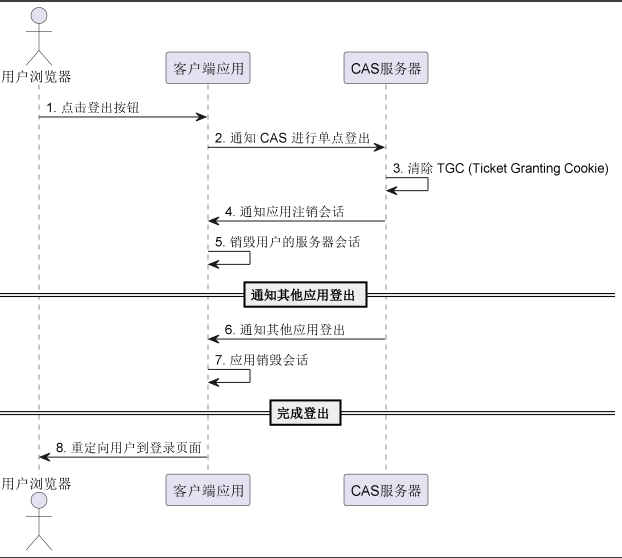 用户浏览器
客户端应用
CAS服务器
1. 点击登出按钮
2. 通知 CAS 进行单点登出
3. 清除 TGC (Ticket Granting Cookie)
4. 通知应用注销会话
5. 销毁用户的服务器会话
通知其他应用登出
6. 通知其他应用登出
7. 应用销毁会话
完成登出
8. 重定向用户到登录页面
用户浏览器
客户端应用
CAS服务器